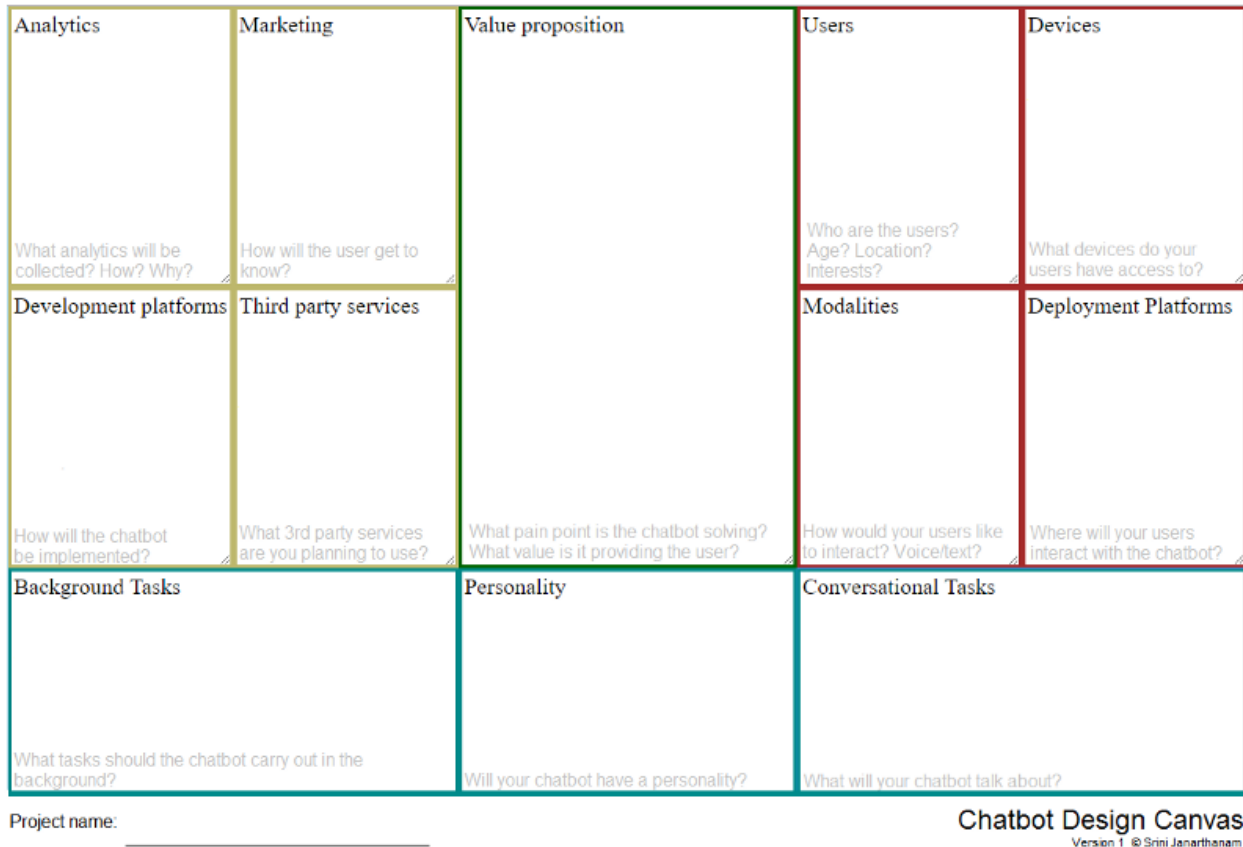 Analytics
What analytics will be
collected? How? Why?
Marketing
How will the user get to
know?
Value proposition
What pain point is the chatbot solving?
What value is it providing the user?
Users
Who are the users?
Age? Location?
Interests?
Devices
What devices do your
users have access to?
Development platforms
How will the chatbot
be implemented?
Third party services
What 3rd party services
are you planning to use?
Modalities
How would your users like
to interact? Voice/text?
Deployment Platforms
Where will your users
interact with the chatbot?
Background Tasks
What tasks should the chatbot carry out in the
background?
Personality
Will your chatbot have a personality?
Conversational Tasks
What will your chatbot talk about?
Project name:
Chatbot Design Canvas
Version 1 © Srini Janarthanam